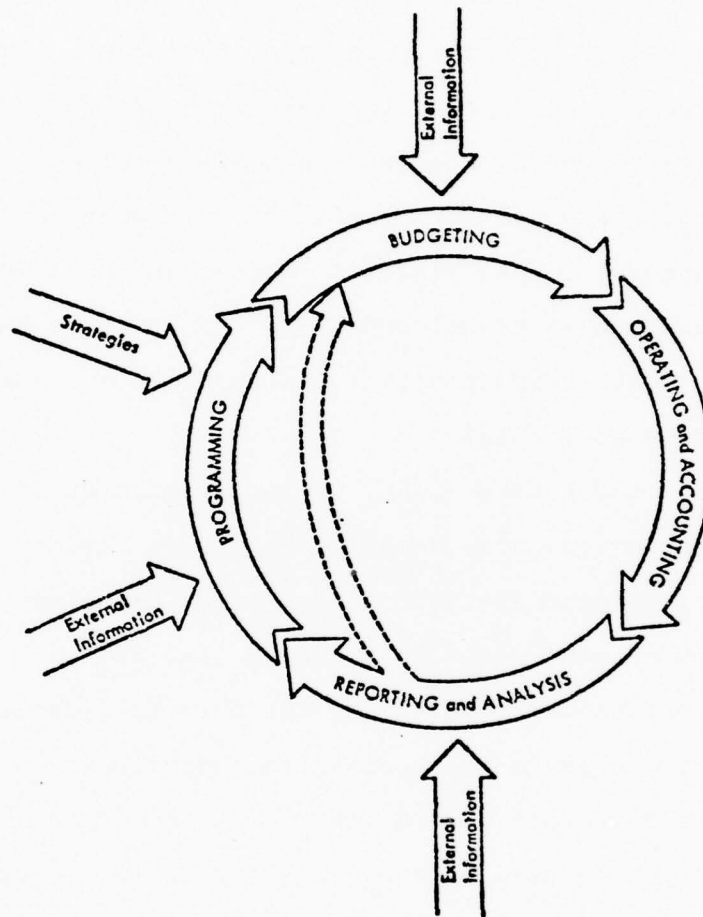 External
Information
BUDGETING
Strategies
OPERATING and ACCOUNTING
PROGRAMMING
External
Information
REPORTING and ANALYSIS
External
Information